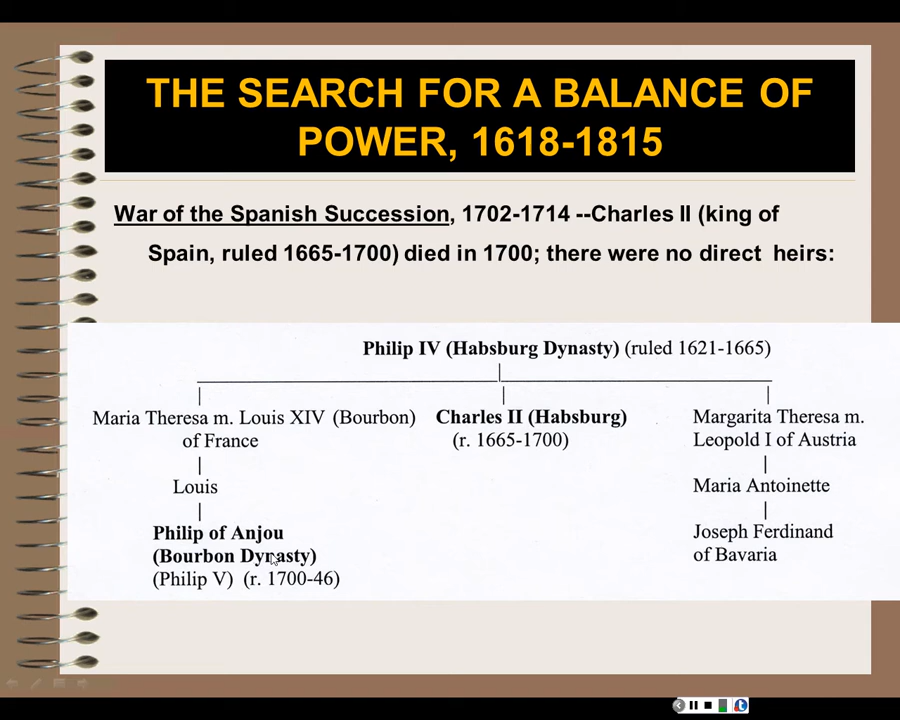 THE SEARCH FOR A BALANCE OF
POWER, 1618-1815
War of the Spanish Succession, 1702-1714 --Charles II (king of
Spain, ruled 1665-1700) died in 1700; there were no direct heirs:
Philip IV (Habsburg Dynasty) (ruled 1621-1665)
Maria Theresa m. Louis XIV (Bourbon)
of France
Louis
Philip of Anjou
(Bourbon Dynasty)
(Philip V) (r. 1700-46)
Charles II (Habsburg)
(r. 1665-1700)
Margarita Theresa m.
Leopold I of Austria
Maria Antoinette
Joseph Ferdinand
of Bavaria